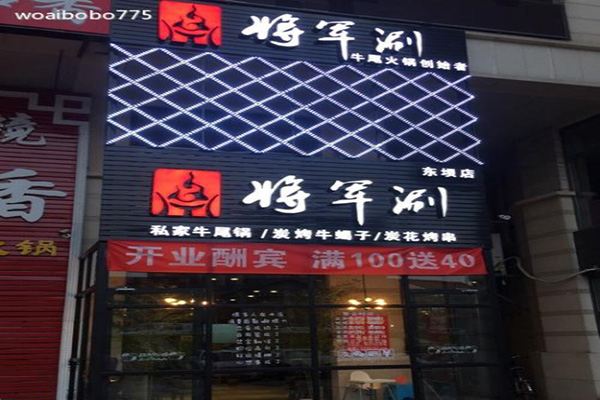 woaibobo775
将军涮
牛尾火锅创始者
东坝店
将军涮
私家牛尾锅/炭烤牛蝎子/炭花烤串
开业酬宾 满100送40
烧
香
火锅